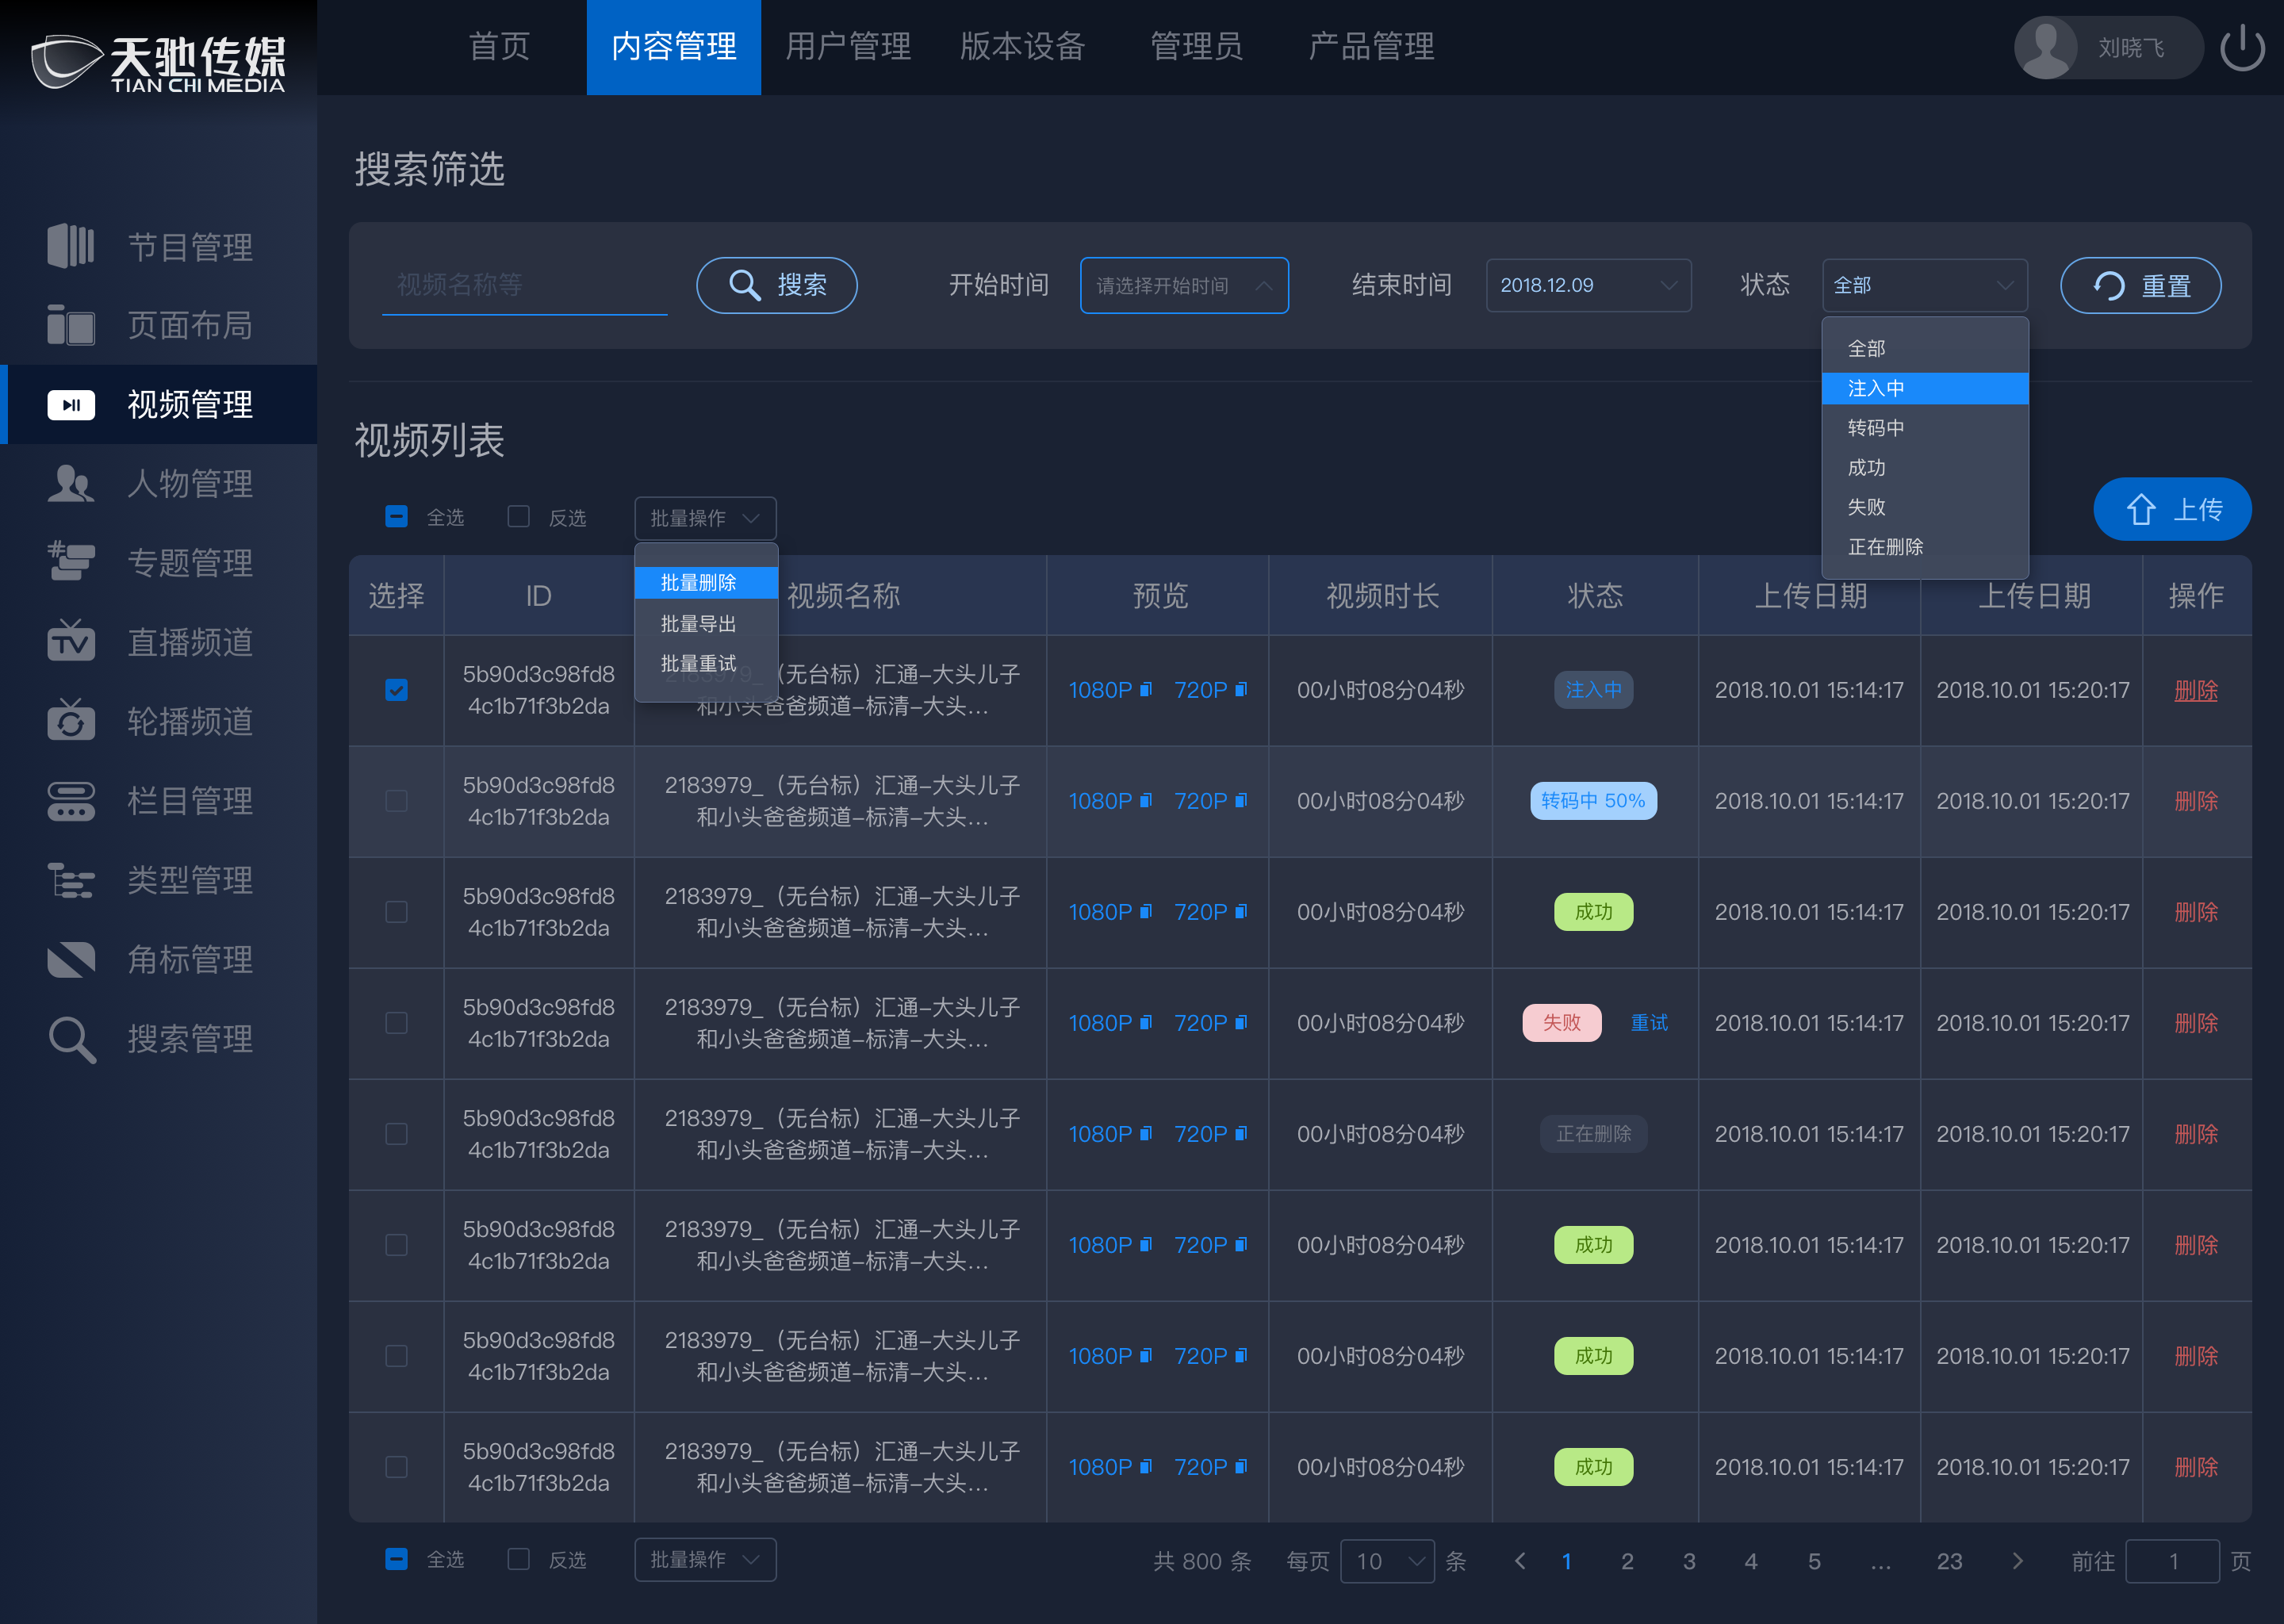 天驰传媒
TIAN CHI MEDIA
首页
内容管理
用户管理
版本设备
管理员
产品管理
刘晓飞
节目管理
页面布局
视频管理
人物管理
专题管理
TV
直播频道
轮播频道
栏目管理
类型管理
角标管理
搜索管理
搜索筛选
视频名称等
搜索
开始时间
请选择开始时间
结束时间
2018.12.09
状态
全部
重置
全部
注入中
转码中
成功
失败
正在删除
视频列表
全选
反选
批量操作
上传
批量删除
批量导出
批量重试
选择 ID 视频名称 预览 视频时长 状态 上传日期 上传日期 操作
5b90d3c98fd8
4c1b71f3b2da
2183979_（无台标）汇通-大头儿子
和小头爸爸频道-标清-大头...
1080P 720P 00小时08分04秒 注入中 2018.10.01 15:14:17 2018.10.01 15:20:17 删除
5b90d3c98fd8
4c1b71f3b2da
2183979_（无台标）汇通-大头儿子
和小头爸爸频道-标清-大头...
1080P 720P 00小时08分04秒 转码中 50% 2018.10.01 15:14:17 2018.10.01 15:20:17 删除
5b90d3c98fd8
4c1b71f3b2da
2183979_（无台标）汇通-大头儿子
和小头爸爸频道-标清-大头...
1080P 720P 00小时08分04秒 成功 2018.10.01 15:14:17 2018.10.01 15:20:17 删除
5b90d3c98fd8
4c1b71f3b2da
2183979_（无台标）汇通-大头儿子
和小头爸爸频道-标清-大头...
1080P 720P 00小时08分04秒 失败 重试 2018.10.01 15:14:17 2018.10.01 15:20:17 删除
5b90d3c98fd8
4c1b71f3b2da
2183979_（无台标）汇通-大头儿子
和小头爸爸频道-标清-大头...
1080P 720P 00小时08分04秒 正在删除 2018.10.01 15:14:17 2018.10.01 15:20:17 删除
5b90d3c98fd8
4c1b71f3b2da
2183979_（无台标）汇通-大头儿子
和小头爸爸频道-标清-大头...
1080P 720P 00小时08分04秒 成功 2018.10.01 15:14:17 2018.10.01 15:20:17 删除
5b90d3c98fd8
4c1b71f3b2da
2183979_（无台标）汇通-大头儿子
和小头爸爸频道-标清-大头...
1080P 720P 00小时08分04秒 成功 2018.10.01 15:14:17 2018.10.01 15:20:17 删除
5b90d3c98fd8
4c1b71f3b2da
2183979_（无台标）汇通-大头儿子
和小头爸爸频道-标清-大头...
1080P 720P 00小时08分04秒 成功 2018.10.01 15:14:17 2018.10.01 15:20:17 删除
全选
反选
批量操作
共 800 条 每页 10 条 < 1 2 3 4 5 ... 23 > 前往 1 页